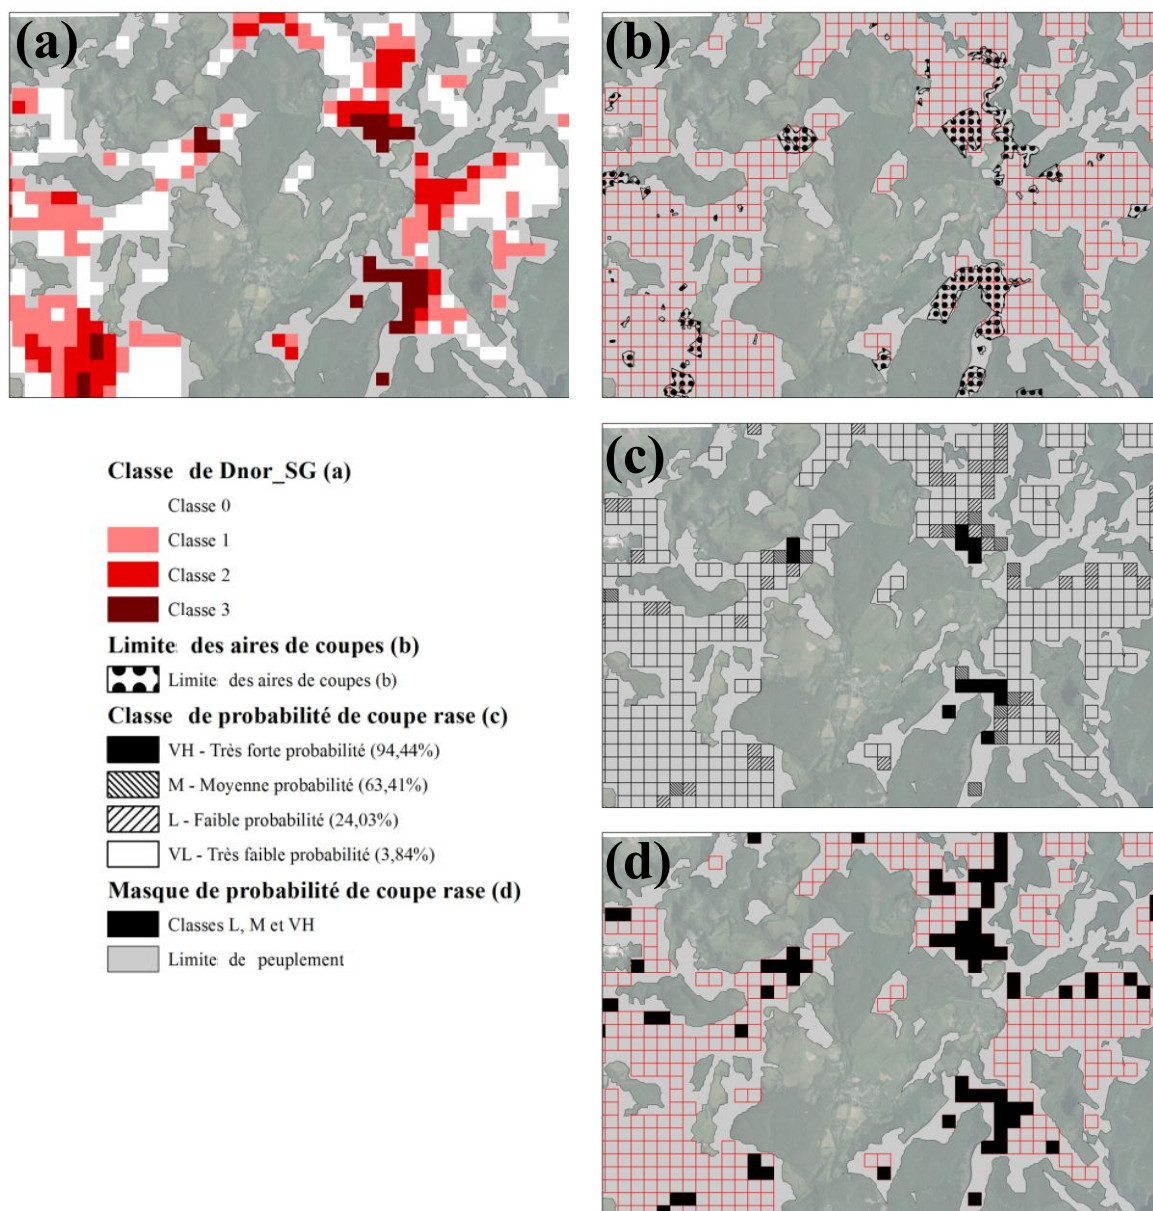 (a)
(b)
Classe de Dnor_SG (a)
Classe 0
Classe 1
Classe 2
Classe 3
Limite des aires de coupes (b)
Limite des aires de coupes (b)
Classe de probabilité de coupe rase (c)
VH - Très forte probabilité (94,44%)
M - Moyenne probabilité (63,41%)
L - Faible probabilité (24,03%)
VL - Très faible probabilité (3,84%)
Masque de probabilité de coupe rase (d)
Classes L, M et VH
Limite de peuplement
(c)
(d)